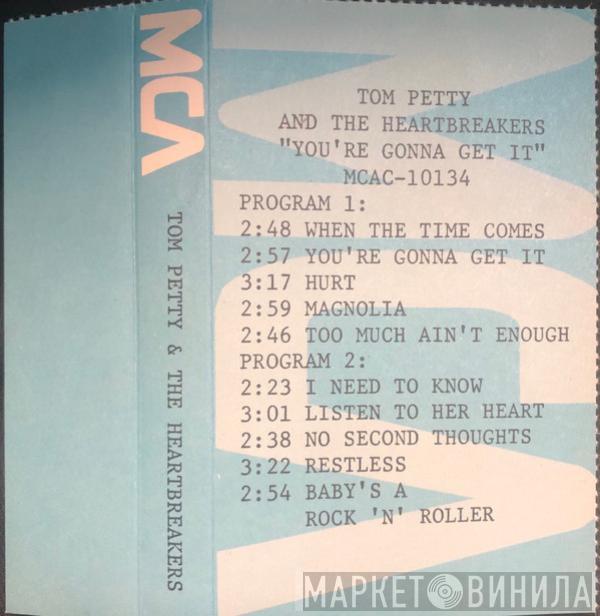 MCA
TOM PETTY & THE HEARTBREAKERS
TOM PETTY
AND THE HEARTBREAKERS
"YOU'RE GONNA GET IT"
MCAC-10134
PROGRAM 1:
2:48 WHEN THE TIME COMES
2:57 YOU'RE GONNA GET IT
3:17 HURT
2:59 MAGNOLIA
2:46 TOO MUCH AIN'T ENOUGH
PROGRAM 2:
2:23 I NEED TO KNOW
3:01 LISTEN TO HER HEART
2:38 NO SECOND THOUGHTS
3:22 RESTLESS
2:54 BABY'S A
ROCK 'N' ROLLER
МАРКЕТ ВИНИЛА